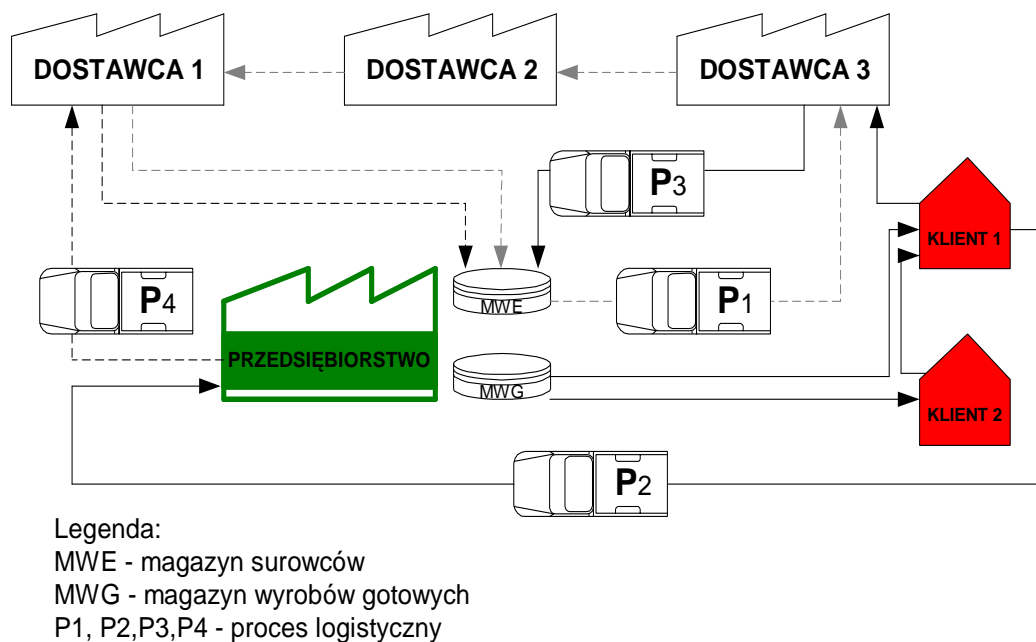 DOSTAWCA 1
DOSTAWCA 2
DOSTAWCA 3
P3
KLIENT 1
P4
MWE
P1
PRZEDSIĘBIORSTWO
MWG
KLIENT 2
P2
Legenda:
MWE - magazyn surowców
MWG - magazyn wyrobów gotowych
P1, P2,P3,P4 - proces logistyczny